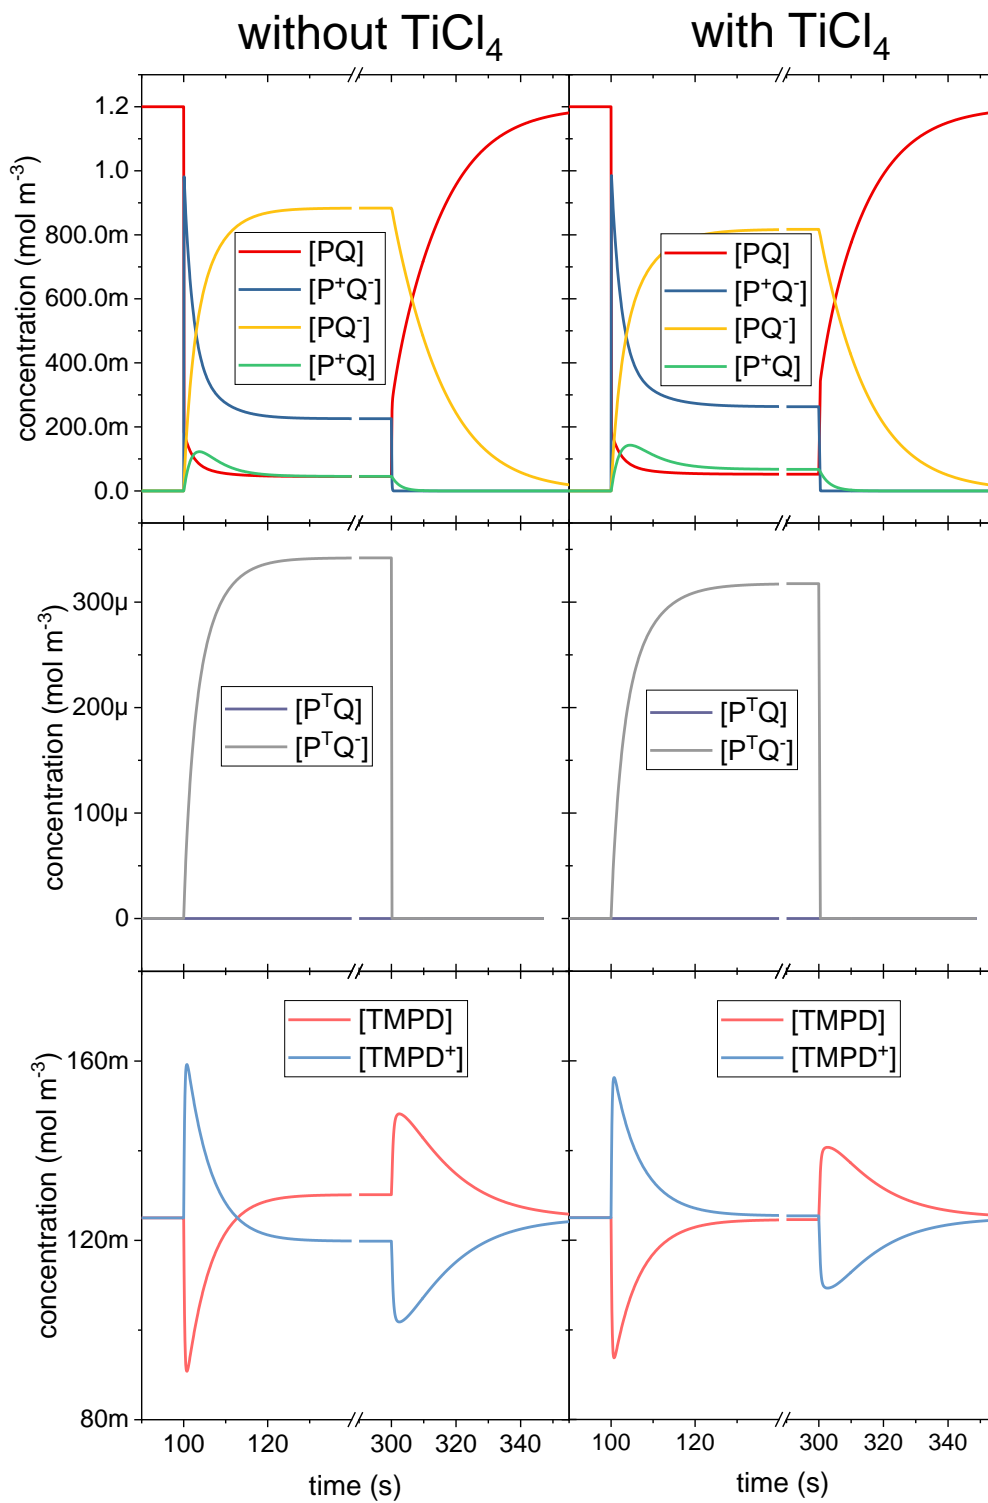 without TiCl₄ with TiCl₄
concentration (mol m⁻³)
1.2
1.0
800.0m
600.0m
400.0m
200.0m
0.0
[PQ]
[P⁺Q⁻]
[PQ⁻]
[P⁺Q]
[PQ]
[P⁺Q⁻]
[PQ⁻]
[P⁺Q]
concentration (mol m⁻³)
300µ
200µ
100µ
0
[PᵀQ]
[PᵀQ⁻]
[PᵀQ]
[PᵀQ⁻]
concentration (mol m⁻³)
160m
120m
80m
[TMPD]
[TMPD⁺]
[TMPD]
[TMPD⁺]
100 120 300 320 340 100 120 300 320 340
time (s) time (s)